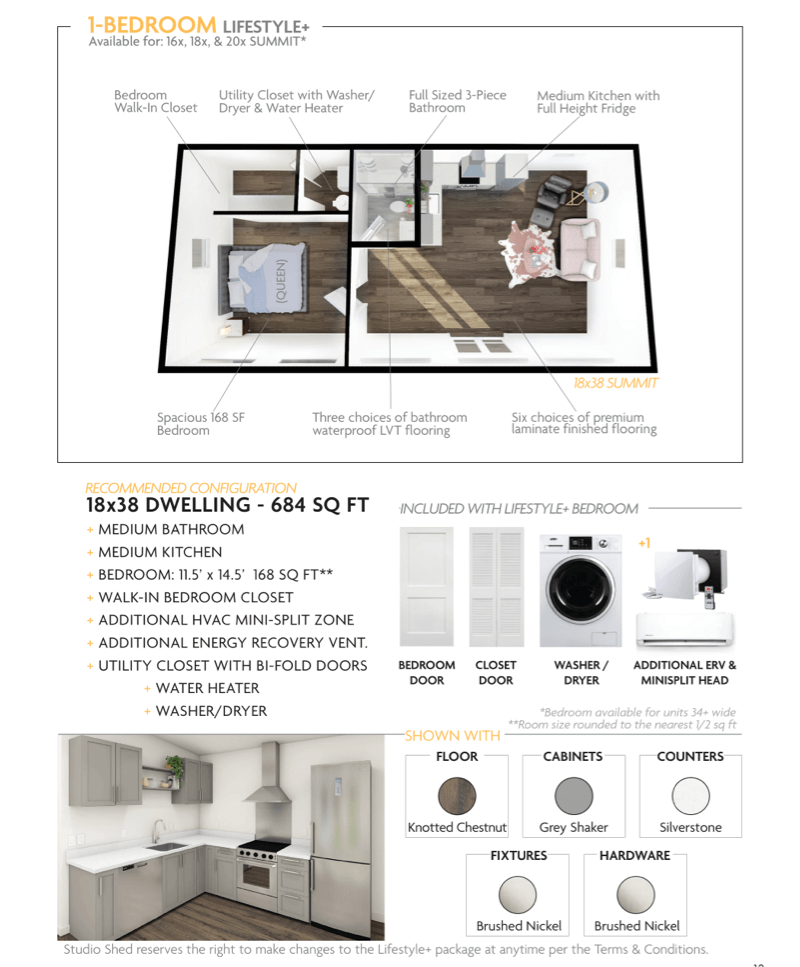 1-BEDROOM LIFESTYLE+
Available for: 16x, 18x, & 20x SUMMIT*
Bedroom
Walk-In Closet
Utility Closet with Washer/
Dryer & Water Heater
Full Sized 3-Piece
Bathroom
Medium Kitchen with
Full Height Fridge
(QUEEN)
18x38 SUMMIT
Spacious 168 SF
Bedroom
Three choices of bathroom
waterproof LVT flooring
Six choices of premium
laminate finished flooring
RECOMMENDED CONFIGURATION
18x38 DWELLING - 684 SQ FT
+ MEDIUM BATHROOM
+ MEDIUM KITCHEN
+ BEDROOM: 11.5' x 14.5' 168 SQ FT**
+ WALK-IN BEDROOM CLOSET
+ ADDITIONAL HVAC MINI-SPLIT ZONE
+ ADDITIONAL ENERGY RECOVERY VENT.
+ UTILITY CLOSET WITH BI-FOLD DOORS
+ WATER HEATER
+ WASHER/DRYER
INCLUDED WITH LIFESTYLE+ BEDROOM
+1
BEDROOM
DOOR
CLOSET
DOOR
WASHER /
DRYER
ADDITIONAL ERV &
MINISPLIT HEAD
*Bedroom available for units 34+ wide
**Room size rounded to the nearest 1/2 sq ft
SHOWN WITH
FLOOR
Knotted Chestnut
CABINETS
Grey Shaker
COUNTERS
Silverstone
FIXTURES
Brushed Nickel
HARDWARE
Brushed Nickel
Studio Shed reserves the right to make changes to the Lifestyle+ package at anytime per the Terms & Conditions.